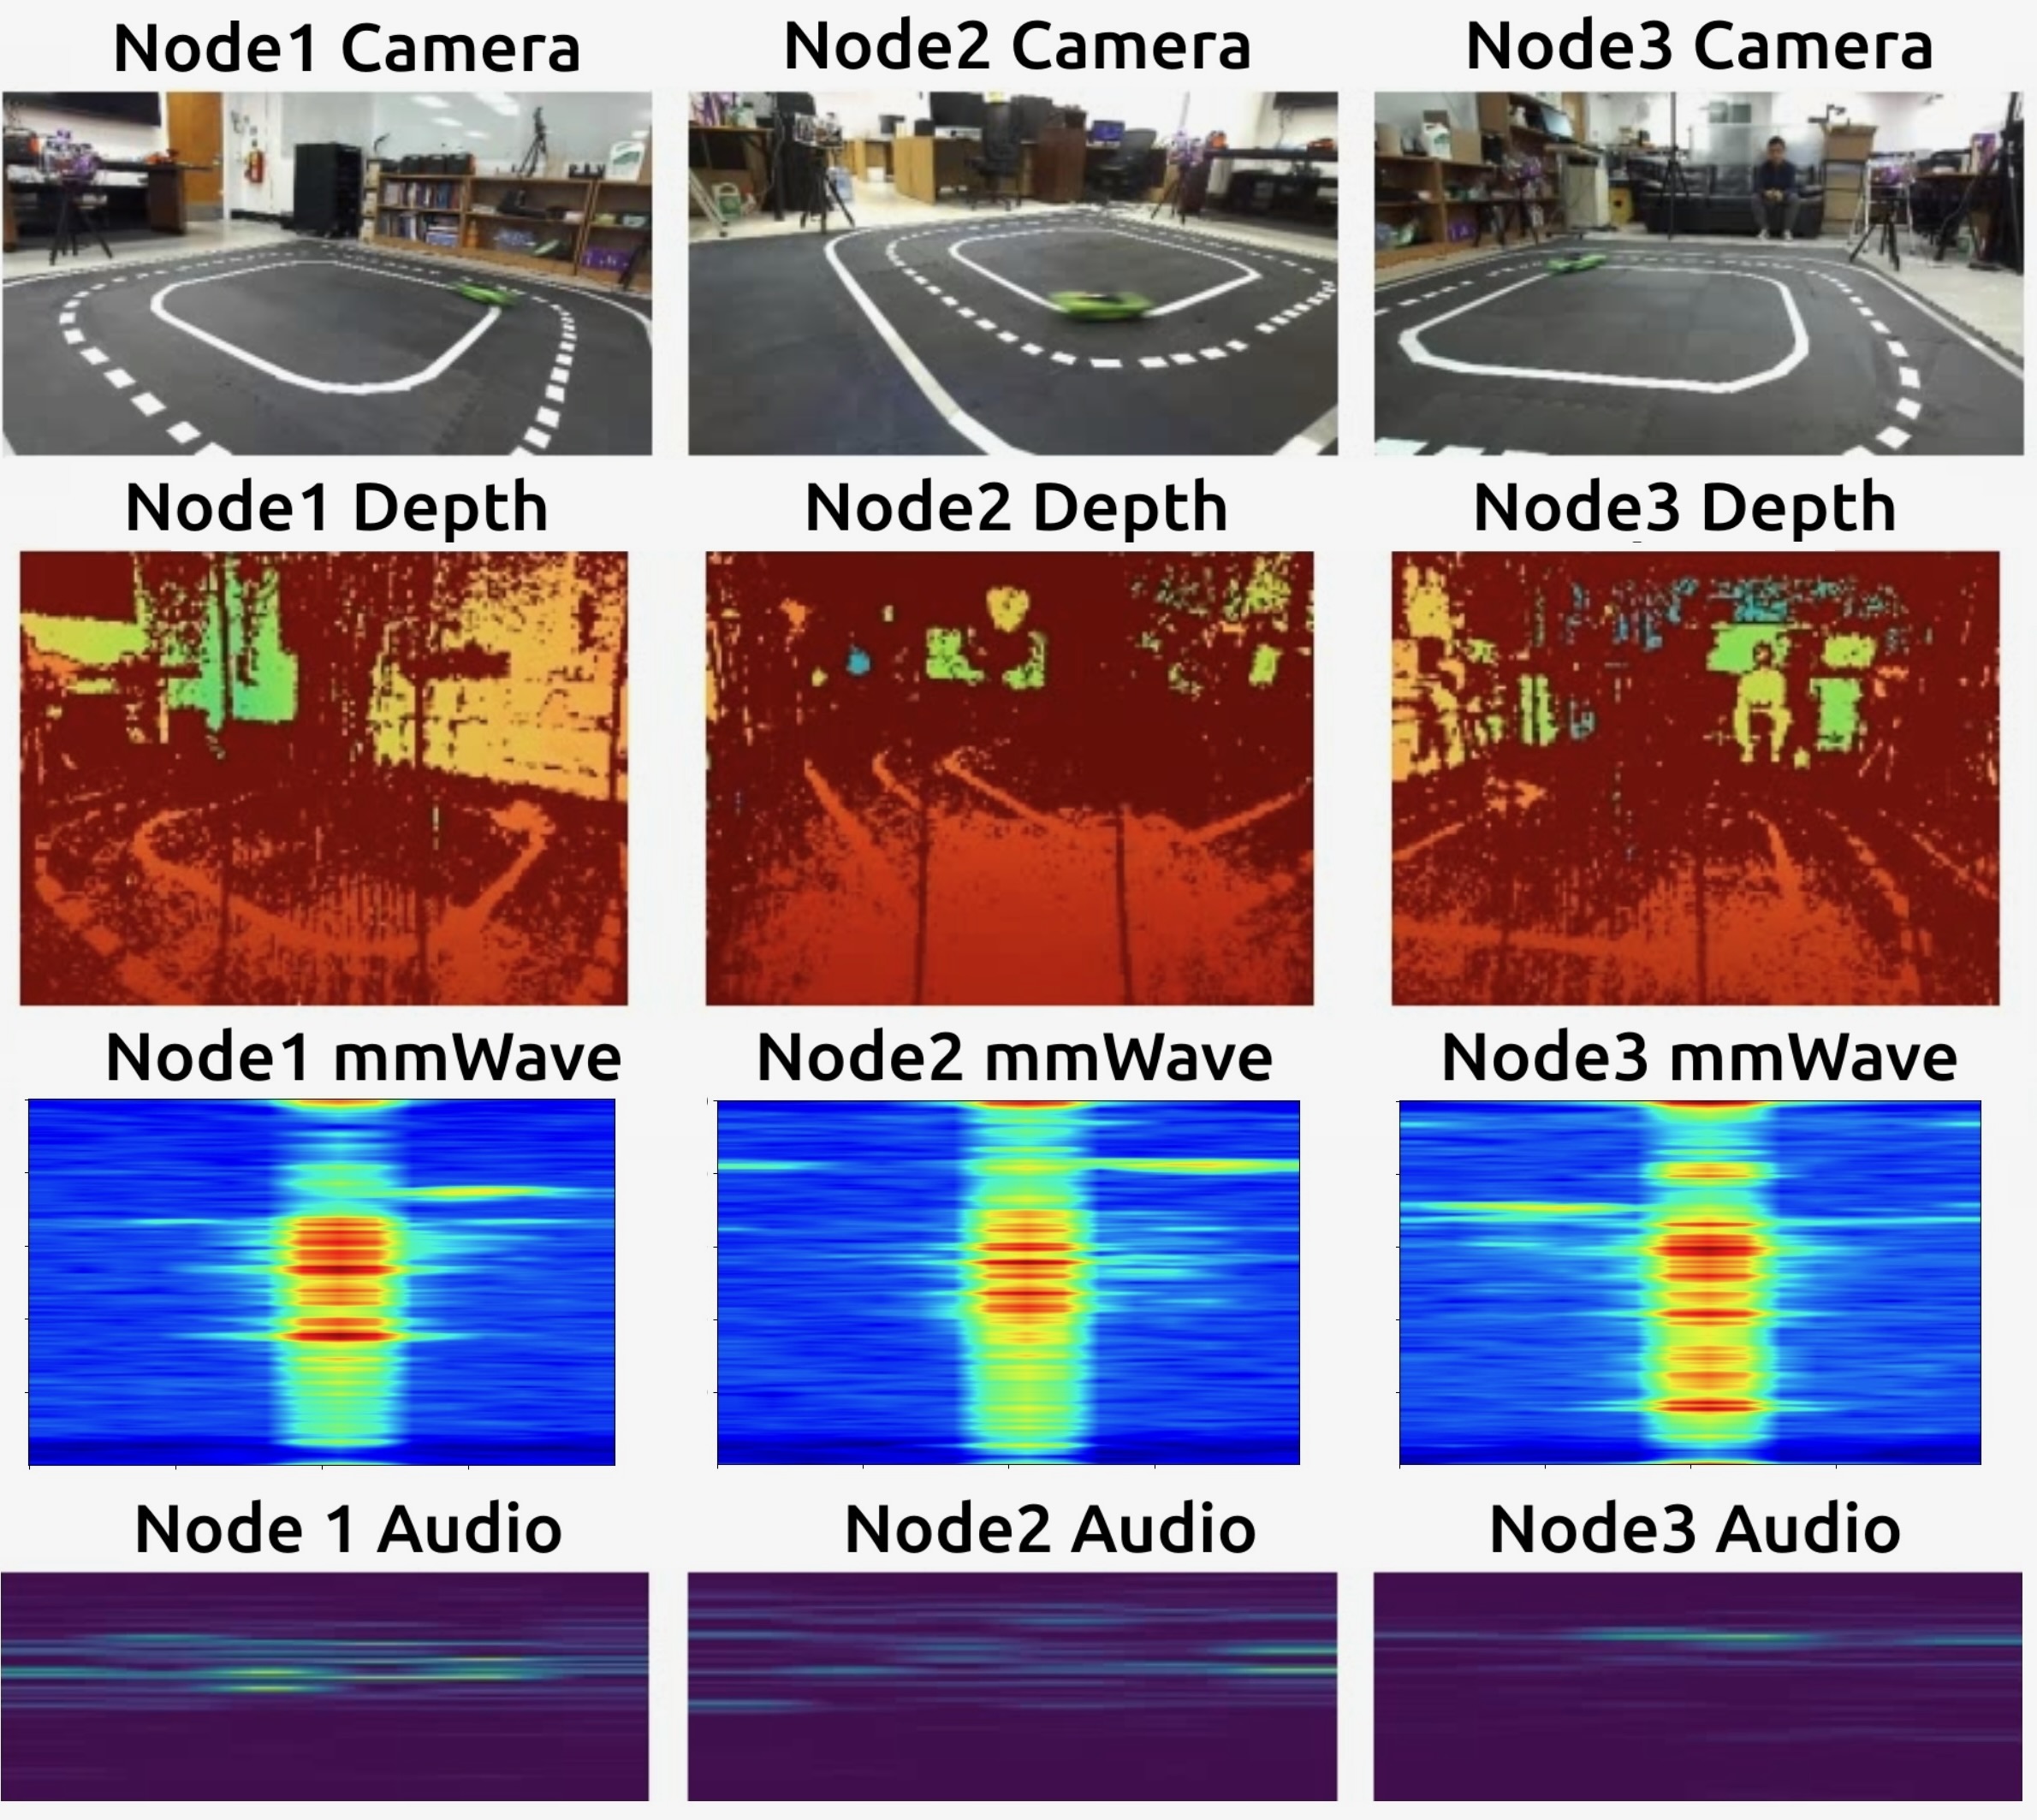 Node1 Camera
Node2 Camera
Node3 Camera
Node1 Depth
Node2 Depth
Node3 Depth
Node1 mmWave
Node2 mmWave
Node3 mmWave
Node 1 Audio
Node2 Audio
Node3 Audio